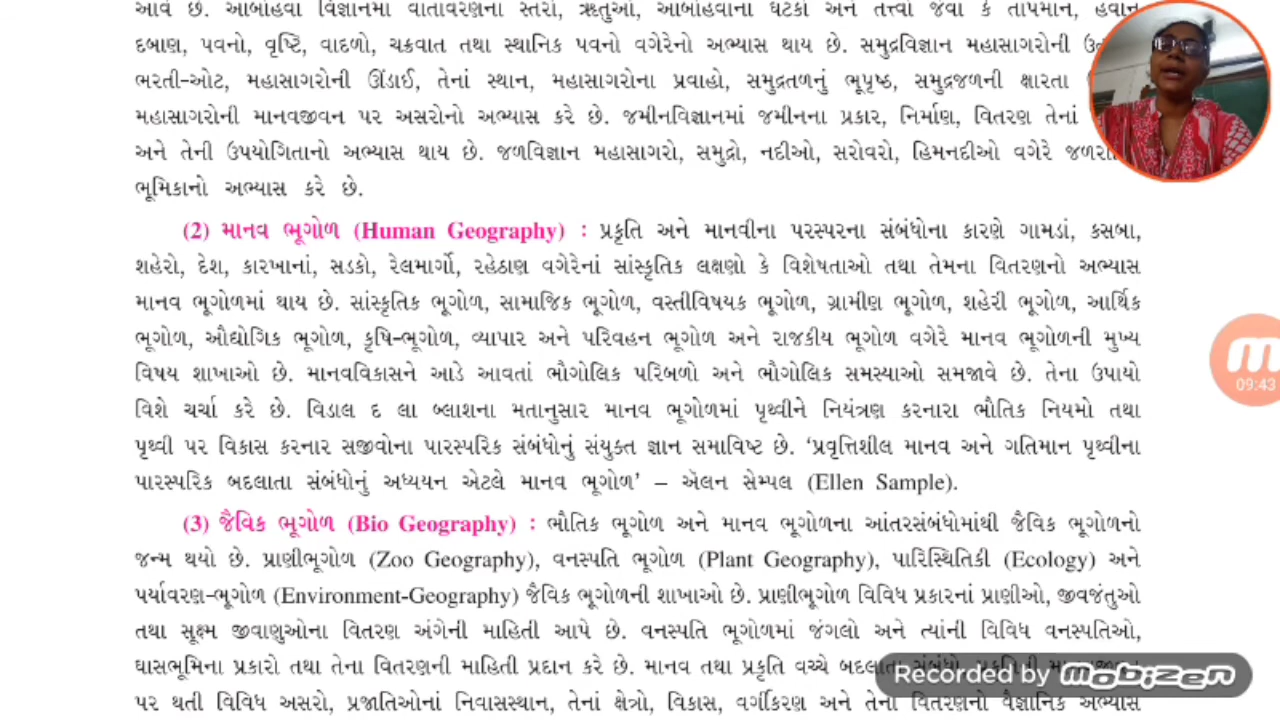 આવે છે. આબોહવા વિજ્ઞાનમાં વાતાવરણના સ્તરો, ઋતુઓ, આબોહવાના ઘટકો અને તત્ત્વો જેવા કે તાપમાન, હવાનું
દબાણ, પવનો, વૃષ્ટિ, વાદળો, ચક્રવાત તથા સ્થાનિક પવનો વગેરેનો અભ્યાસ થાય છે. સમુદ્રવિજ્ઞાન મહાસાગરોની
ભરતી-ઓટ, મહાસાગરોની ઊંડાઈ, તેનાં સ્થાન, મહાસાગરોના પ્રવાહો, સમુદ્રતળનું ભૂપૃષ્ઠ, સમુદ્રજળની ક્ષારતા
મહાસાગરોની માનવજીવન પર અસરોનો અભ્યાસ કરે છે. જમીનવિજ્ઞાનમાં જમીનના પ્રકાર, નિર્માણ, વિતરણ તેનાં
અને તેની ઉપયોગિતાનો અભ્યાસ થાય છે. જળવિજ્ઞાન મહાસાગરો, સમુદ્રો, નદીઓ, સરોવરો, હિમનદીઓ વગેરે
ભૂમિકાનો અભ્યાસ કરે છે.
(2) માનવ ભૂગોળ (Human Geography) : પ્રકૃતિ અને માનવીના પરસ્પરના સંબંધોના કારણે ગામડાં, કસબા,
શહેરો, દેશ, કારખાનાં, સડકો, રેલમાર્ગો, રહેઠાણ વગેરેનાં સાંસ્કૃતિક લક્ષણો કે વિશેષતાઓ તથા તેમના વિતરણનો અભ્યાસ
માનવ ભૂગોળમાં થાય છે. સાંસ્કૃતિક ભૂગોળ, સામાજિક ભૂગોળ, વસ્તીવિષયક ભૂગોળ, ગ્રામીણ ભૂગોળ, શહેરી ભૂગોળ, આર્થિક
ભૂગોળ, ઔદ્યોગિક ભૂગોળ, કૃષિ-ભૂગોળ, વ્યાપાર અને પરિવહન ભૂગોળ અને રાજકીય ભૂગોળ વગેરે માનવ ભૂગોળની મુખ્ય
વિષય શાખાઓ છે. માનવવિકાસને આડે આવતાં ભૌગોલિક પરિબળો અને ભૌગોલિક સમસ્યાઓ સમજાવે છે. તેના ઉપાયો
વિશે ચર્ચા કરે છે. વિડાલ દ લા બ્લાશના મતાનુસાર માનવ ભૂગોળમાં પૃથ્વીને નિયંત્રણ કરનારા ભૌતિક નિયમો તથા
પૃથ્વી પર વિકાસ કરનાર સજીવોના પારસ્પરિક સંબંધોનું સંયુક્ત જ્ઞાન સમાવિષ્ટ છે. ‘પ્રવૃત્તિશીલ માનવ અને ગતિમાન પૃથ્વીના
પારસ્પરિક બદલાતા સંબંધોનું અધ્યયન એટલે માનવ ભૂગોળ’ – ઍલન સેમ્પલ (Ellen Sample).
(3) જૈવિક ભૂગોળ (Bio Geography) : ભૌતિક ભૂગોળ અને માનવ ભૂગોળના આંતરસંબંધોમાંથી જૈવિક ભૂગોળનો
જન્મ થયો છે. પ્રાણીભૂગોળ (Zoo Geography), વનસ્પતિ ભૂગોળ (Plant Geography), પારિસ્થિતિકી (Ecology) અને
પર્યાવરણ-ભૂગોળ (Environment-Geography) જૈવિક ભૂગોળની શાખાઓ છે. પ્રાણીભૂગોળ વિવિધ પ્રકારનાં પ્રાણીઓ, જીવજંતુઓ
તથા સૂક્ષ્મ જીવાણુઓના વિતરણ અંગેની માહિતી આપે છે. વનસ્પતિ ભૂગોળમાં જંગલો અને ત્યાંની વિવિધ વનસ્પતિઓ,
ઘાસભૂમિના પ્રકારો તથા તેના વિતરણની માહિતી પ્રદાન કરે છે. માનવ તથા પ્રકૃતિ વચ્ચે બદલાતા સંબંધો,
પર થતી વિવિધ અસરો, પ્રજાતિઓનાં નિવાસસ્થાન, તેનાં ક્ષેત્રો, વિકાસ, વર્ગીકરણ અને તેના વિતરણનો વૈજ્ઞાનિક અભ્યાસ
09:43
Recorded by mobizen